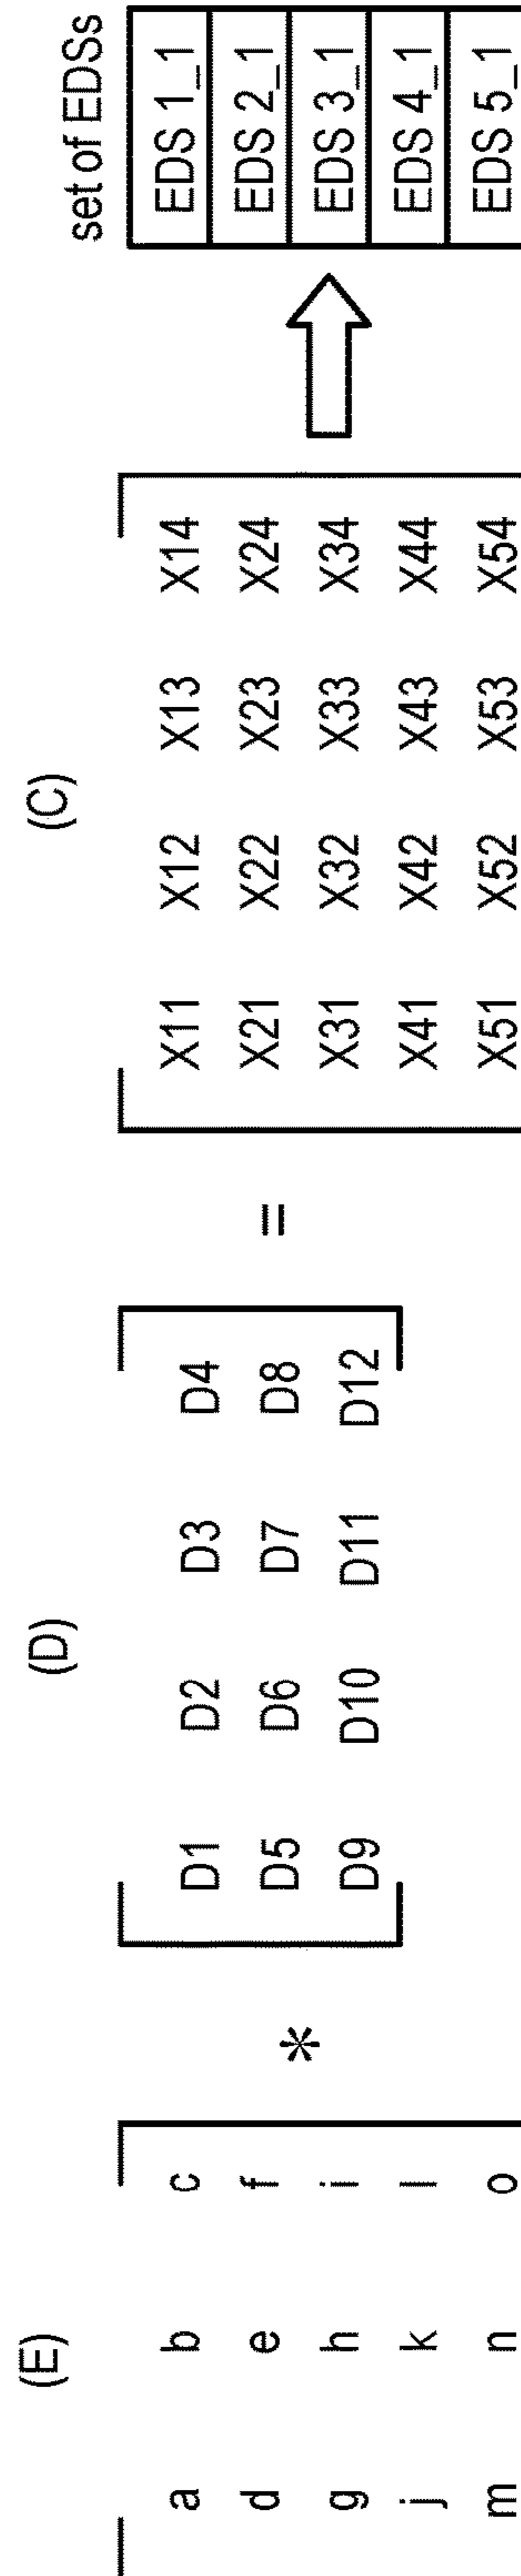 (E) (D) (C) set of EDSs
a b c D1 D2 D3 D4 X11 X12 X13 X14 EDS 1_1
d e f * D5 D6 D7 D8 = X21 X22 X23 X24 EDS 2_1
g h i D9 D10 D11 D12 X31 X32 X33 X34 EDS 3_1
j k l X41 X42 X43 X44 EDS 4_1
m n o X51 X52 X53 X54 EDS 5_1